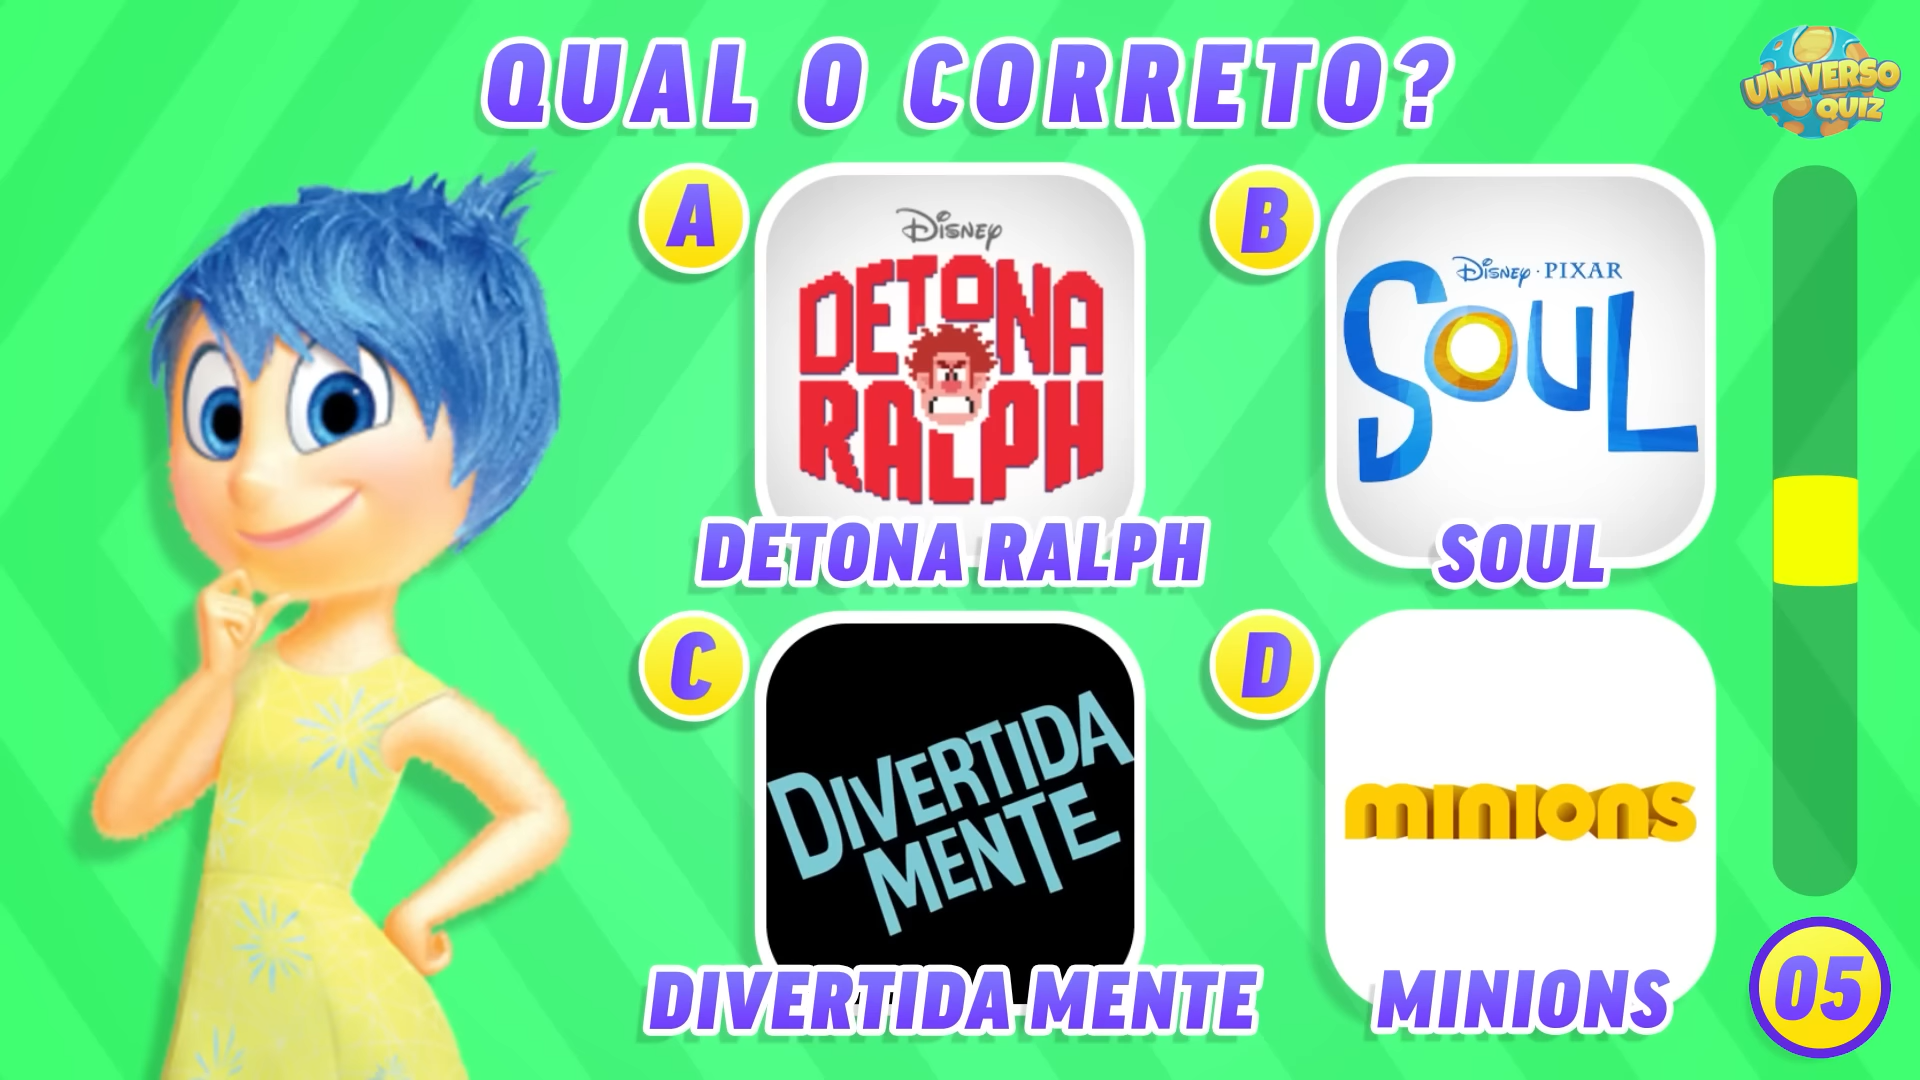 QUAL O CORRETO?
UNIVERSO
QUIZ
A
DISNEY
DETONA
RALPH
DETONA RALPH
B
DISNEY · PIXAR
SOUL
SOUL
C
DIVERTIDA
MENTE
DIVERTIDA MENTE
D
minions
MINIONS
05